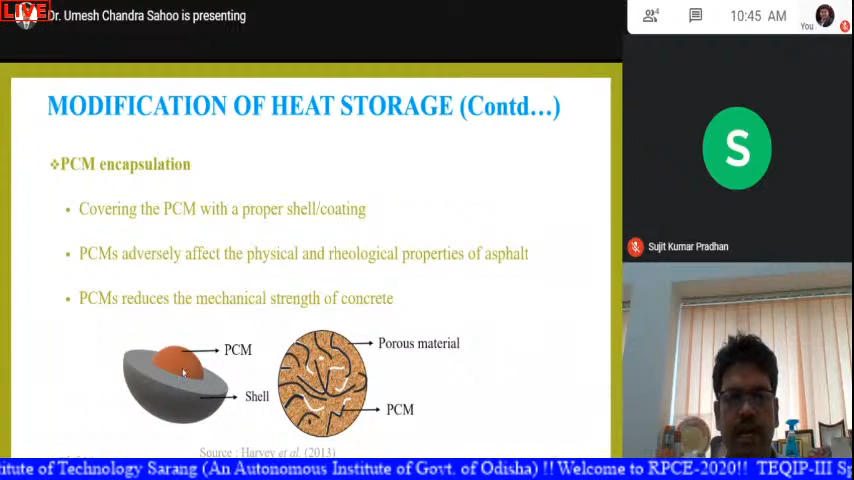 LIVE
Dr. Umesh Chandra Sahoo is presenting
4
10:45 AM
You
MODIFICATION OF HEAT STORAGE (Contd…)
❖PCM encapsulation
• Covering the PCM with a proper shell/coating
• PCMs adversely affect the physical and rheological properties of asphalt
• PCMs reduces the mechanical strength of concrete
PCM
Shell
Porous material
PCM
Source : Harvey et al. (2013)
S
Sujit Kumar Pradhan
titute of Technology Sarang (An Autonomous Institute of Govt. of Odisha) !! Welcome to RPCE-2020!! TEQIP-III Sp